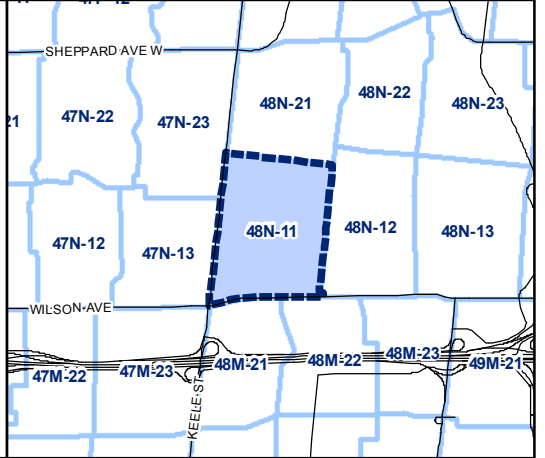 SHEPPARD AVE W
48N-22
48N-21
48N-23
47N-22
47N-23
21
48N-11
48N-12
48N-13
47N-12
47N-13
WILSON AVE
48M-23
48M-22
48M-21
49M-21
47M-23
47M-22
KEELE ST